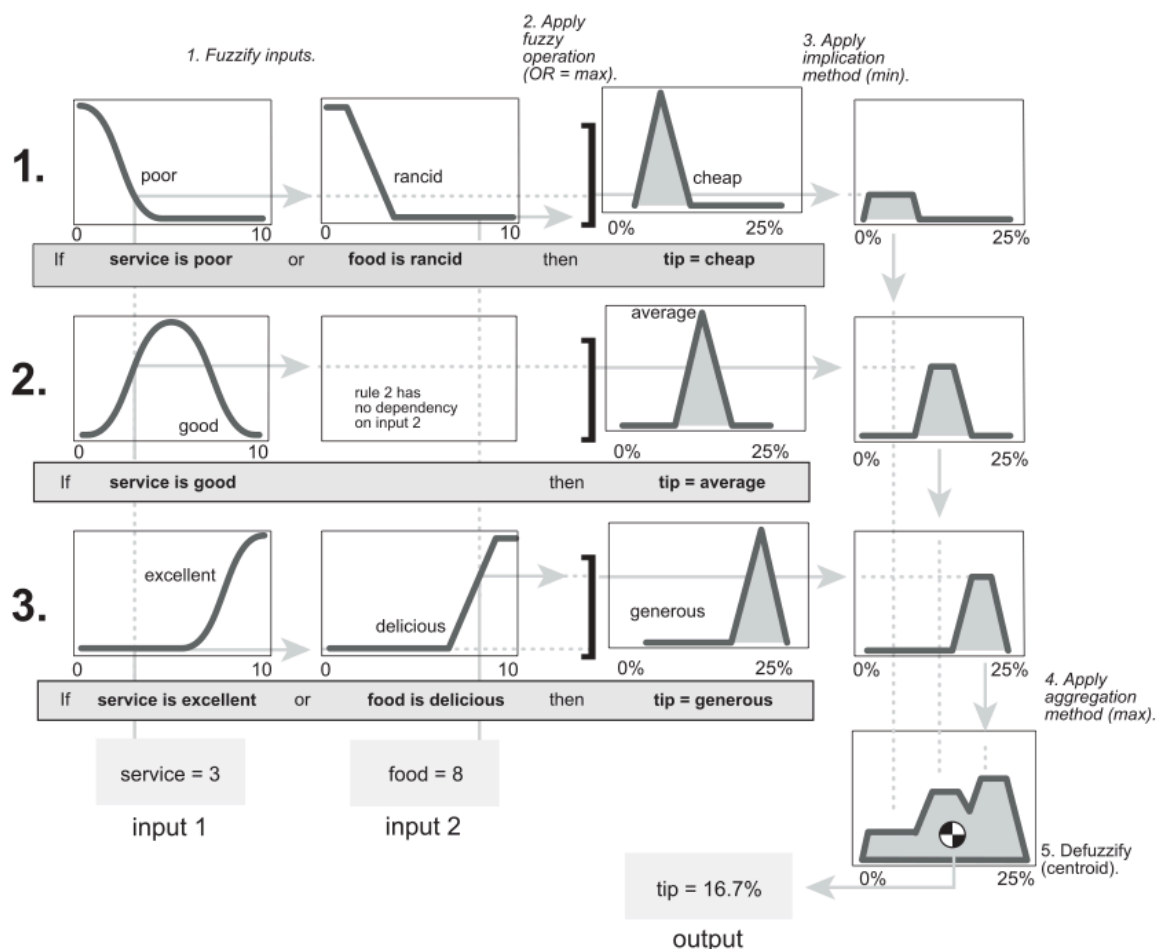 1. Fuzzify inputs.
2. Apply
fuzzy
operation
(OR = max).
3. Apply
implication
method (min).
1.
poor
rancid
cheap
0 10
0 10
0% 25%
0% 25%
If service is poor or food is rancid then tip = cheap
2.
good
rule 2 has
no dependency
on input 2
average
0 10
0% 25%
0% 25%
If service is good then tip = average
3.
excellent
delicious
generous
0 10
0 10
0% 25%
0% 25%
If service is excellent or food is delicious then tip = generous
4. Apply
aggregation
method (max).
service = 3
input 1
food = 8
input 2
0% 25%
5. Defuzzify
(centroid).
tip = 16.7%
output